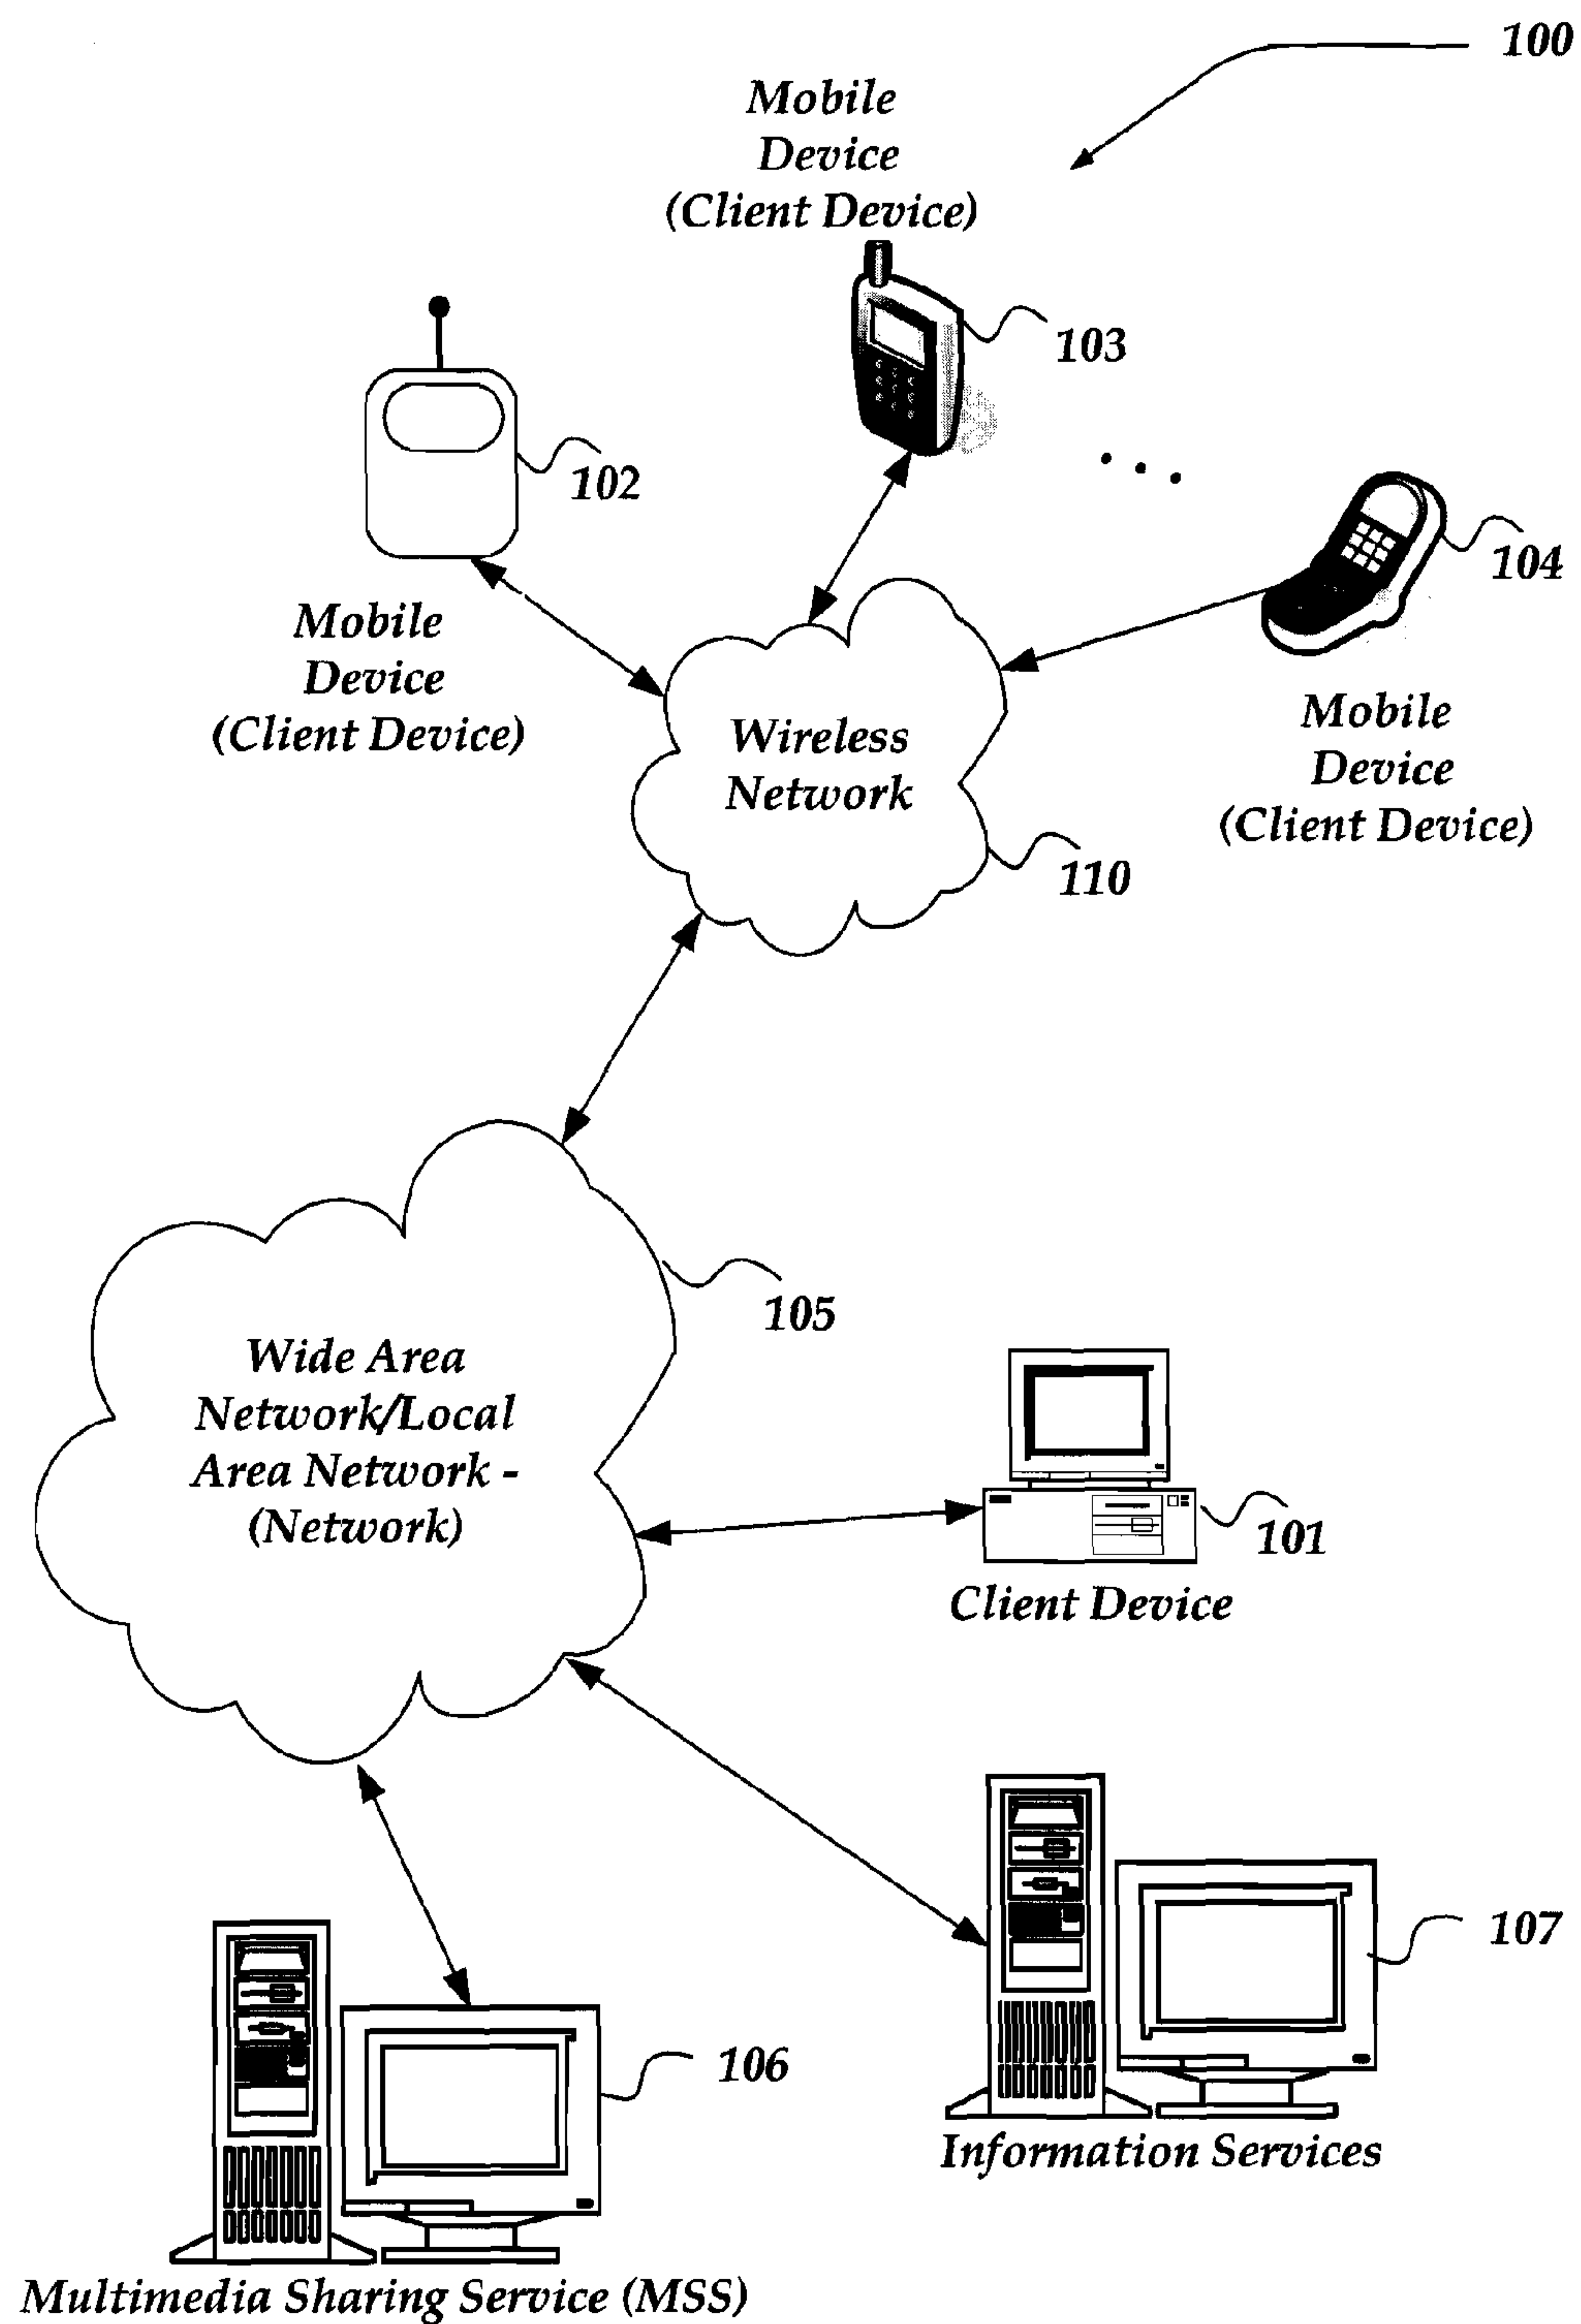 100
Mobile
Device
(Client Device)
103
102
104
Mobile
Device
(Client Device)
Mobile
Device
(Client Device)
Wireless
Network
110
105
Wide Area
Network/Local
Area Network -
(Network)
101
Client Device
107
106
Information Services
Multimedia Sharing Service (MSS)